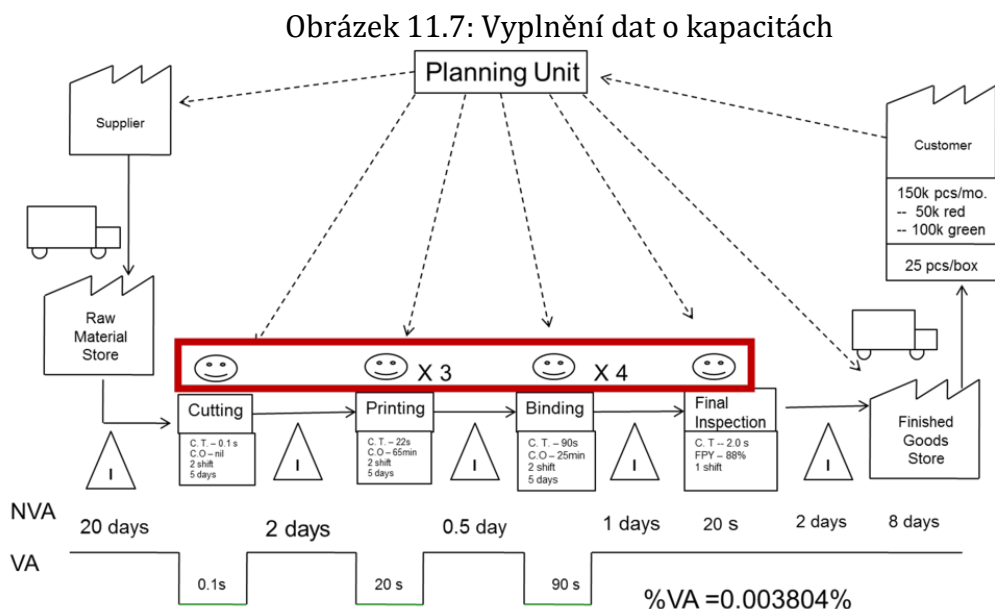 Obrázek 11.7: Vyplnění dat o kapacitách
Planning Unit
Supplier
Customer
150k pcs/mo.
-- 50k red
-- 100k green
25 pcs/box
Raw
Material
Store
X 3
X 4
Cutting
C. T. – 0.1 s
C.O – nil
2 shift
5 days
Printing
C. T. – 22s
C.O – 65min
2 shift
5 days
Binding
C. T. – 90s
C.O – 25min
2 shift
5 days
Final
Inspection
C. T -- 2.0 s
FPY – 88%
1 shift
Finished
Goods
Store
I
I
I
I
I
NVA
20 days
2 days
0.5 day
1 days
20 s
2 days
8 days
VA
0.1s
20 s
90 s
%VA =0.003804%